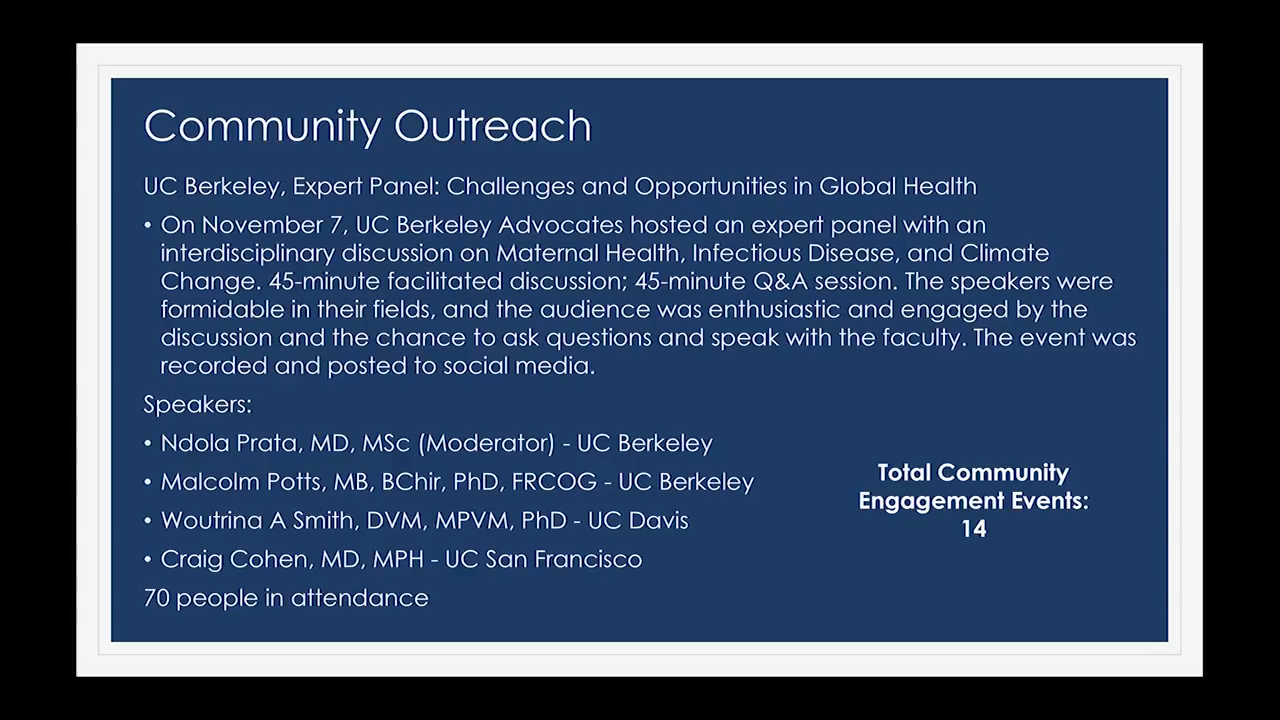 Community Outreach
UC Berkeley, Expert Panel: Challenges and Opportunities in Global Health
• On November 7, UC Berkeley Advocates hosted an expert panel with an
interdisciplinary discussion on Maternal Health, Infectious Disease, and Climate
Change. 45-minute facilitated discussion; 45-minute Q&A session. The speakers were
formidable in their fields, and the audience was enthusiastic and engaged by the
discussion and the chance to ask questions and speak with the faculty. The event was
recorded and posted to social media.
Speakers:
• Ndola Prata, MD, MSc (Moderator) - UC Berkeley
• Malcolm Potts, MB, BChir, PhD, FRCOG - UC Berkeley
• Woutrina A Smith, DVM, MPVM, PhD - UC Davis
• Craig Cohen, MD, MPH - UC San Francisco
70 people in attendance
Total Community
Engagement Events:
14